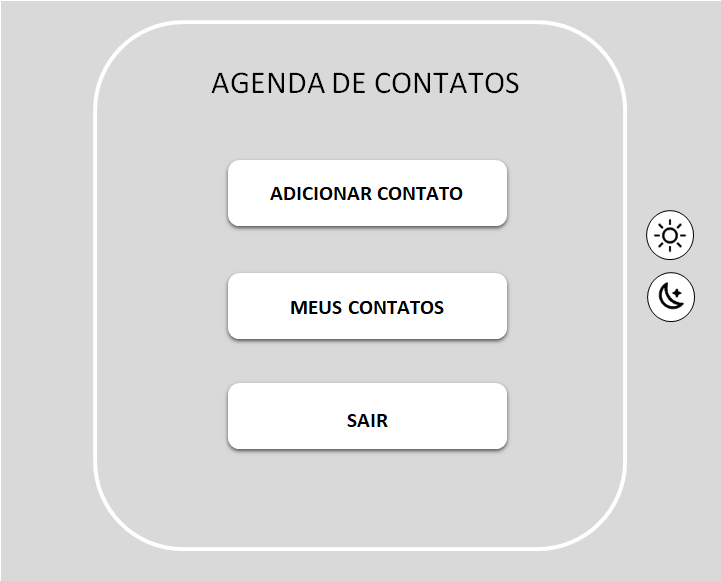 AGENDA DE CONTATOS
ADICIONAR CONTATO
MEUS CONTATOS
SAIR